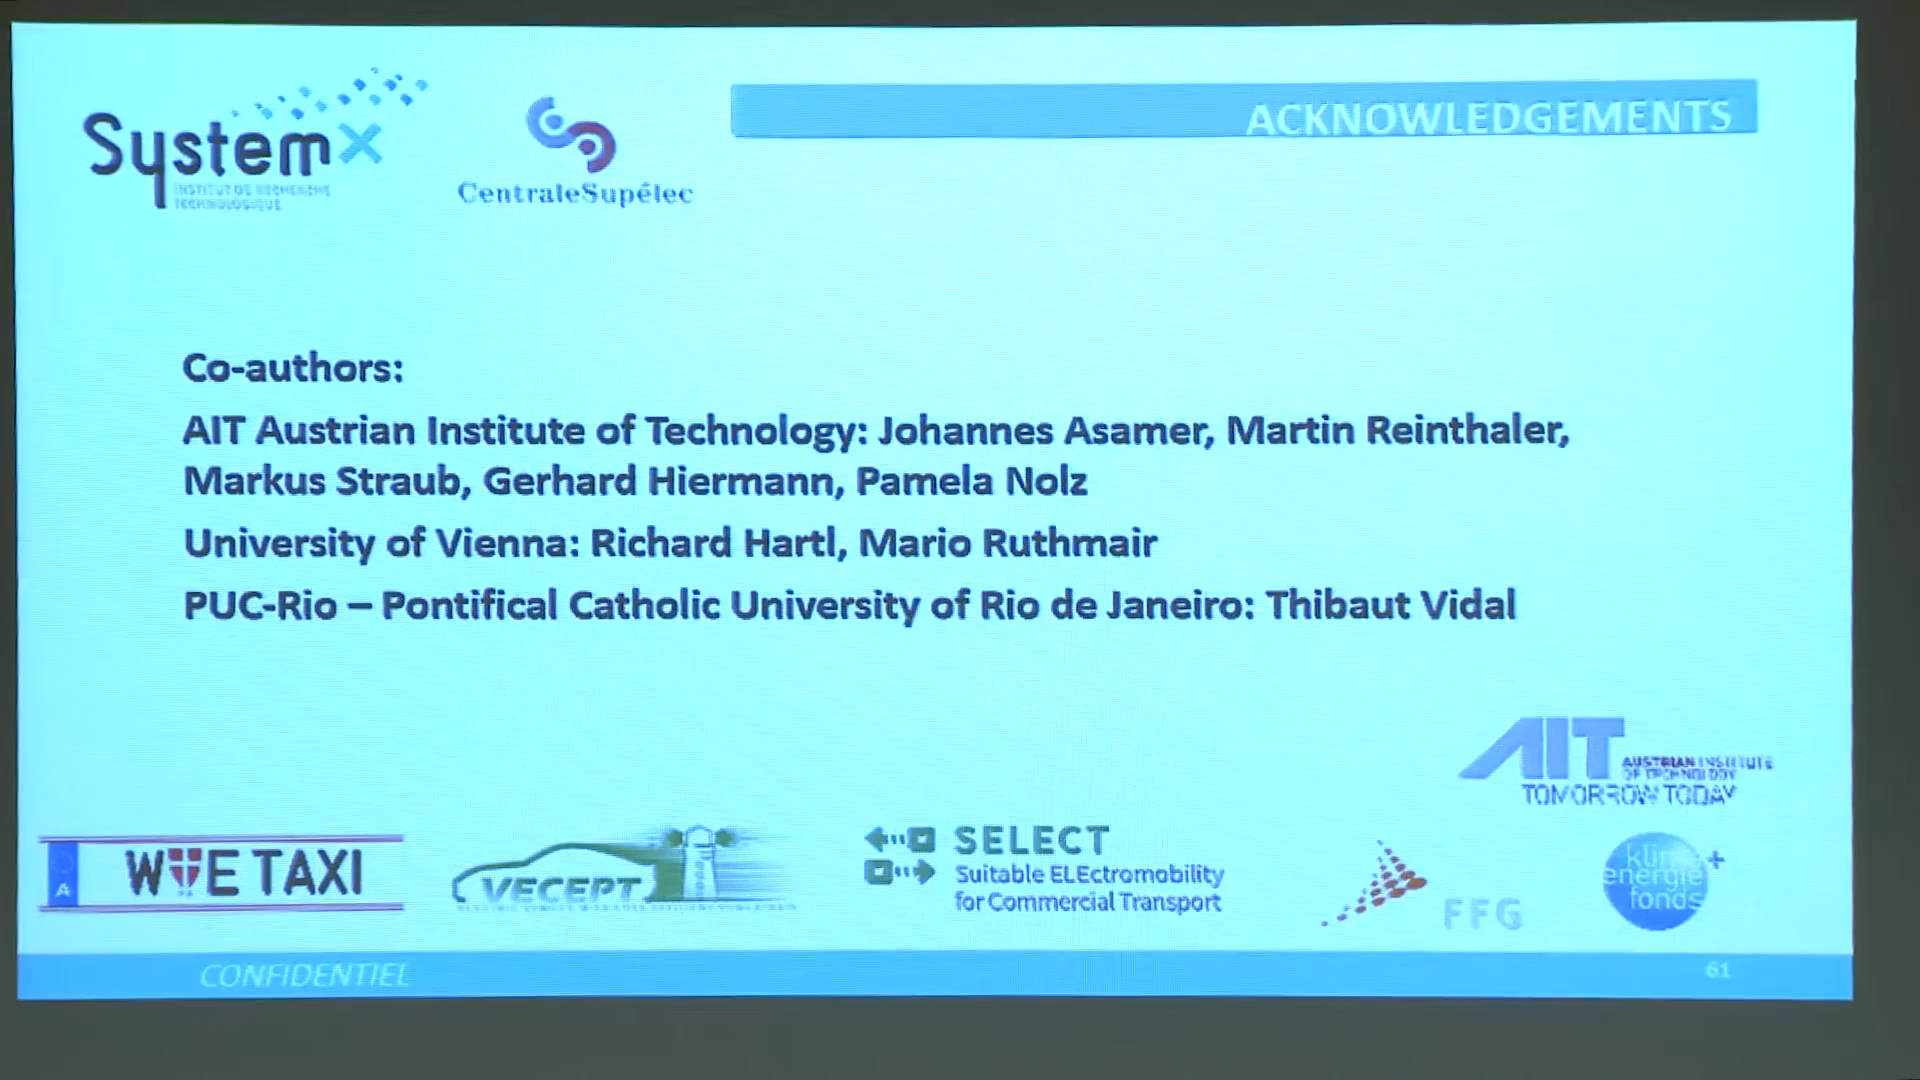 SystemX
INSTITUT DE RECHERCHE
TECHNOLOGIQUE
CentraleSupélec
ACKNOWLEDGEMENTS
Co-authors:
AIT Austrian Institute of Technology: Johannes Asamer, Martin Reinthaler,
Markus Straub, Gerhard Hiermann, Pamela Nolz
University of Vienna: Richard Hartl, Mario Ruthmair
PUC-Rio – Pontifical Catholic University of Rio de Janeiro: Thibaut Vidal
AIT
AUSTRIAN INSTITUTE
OF TECHNOLOGY
TOMORROW TODAY
A
W E TAXI
VECEPT
SELECT
Suitable ELEctromobility
for Commercial Transport
FFG
klima+
energie
fonds
CONFIDENTIEL
61